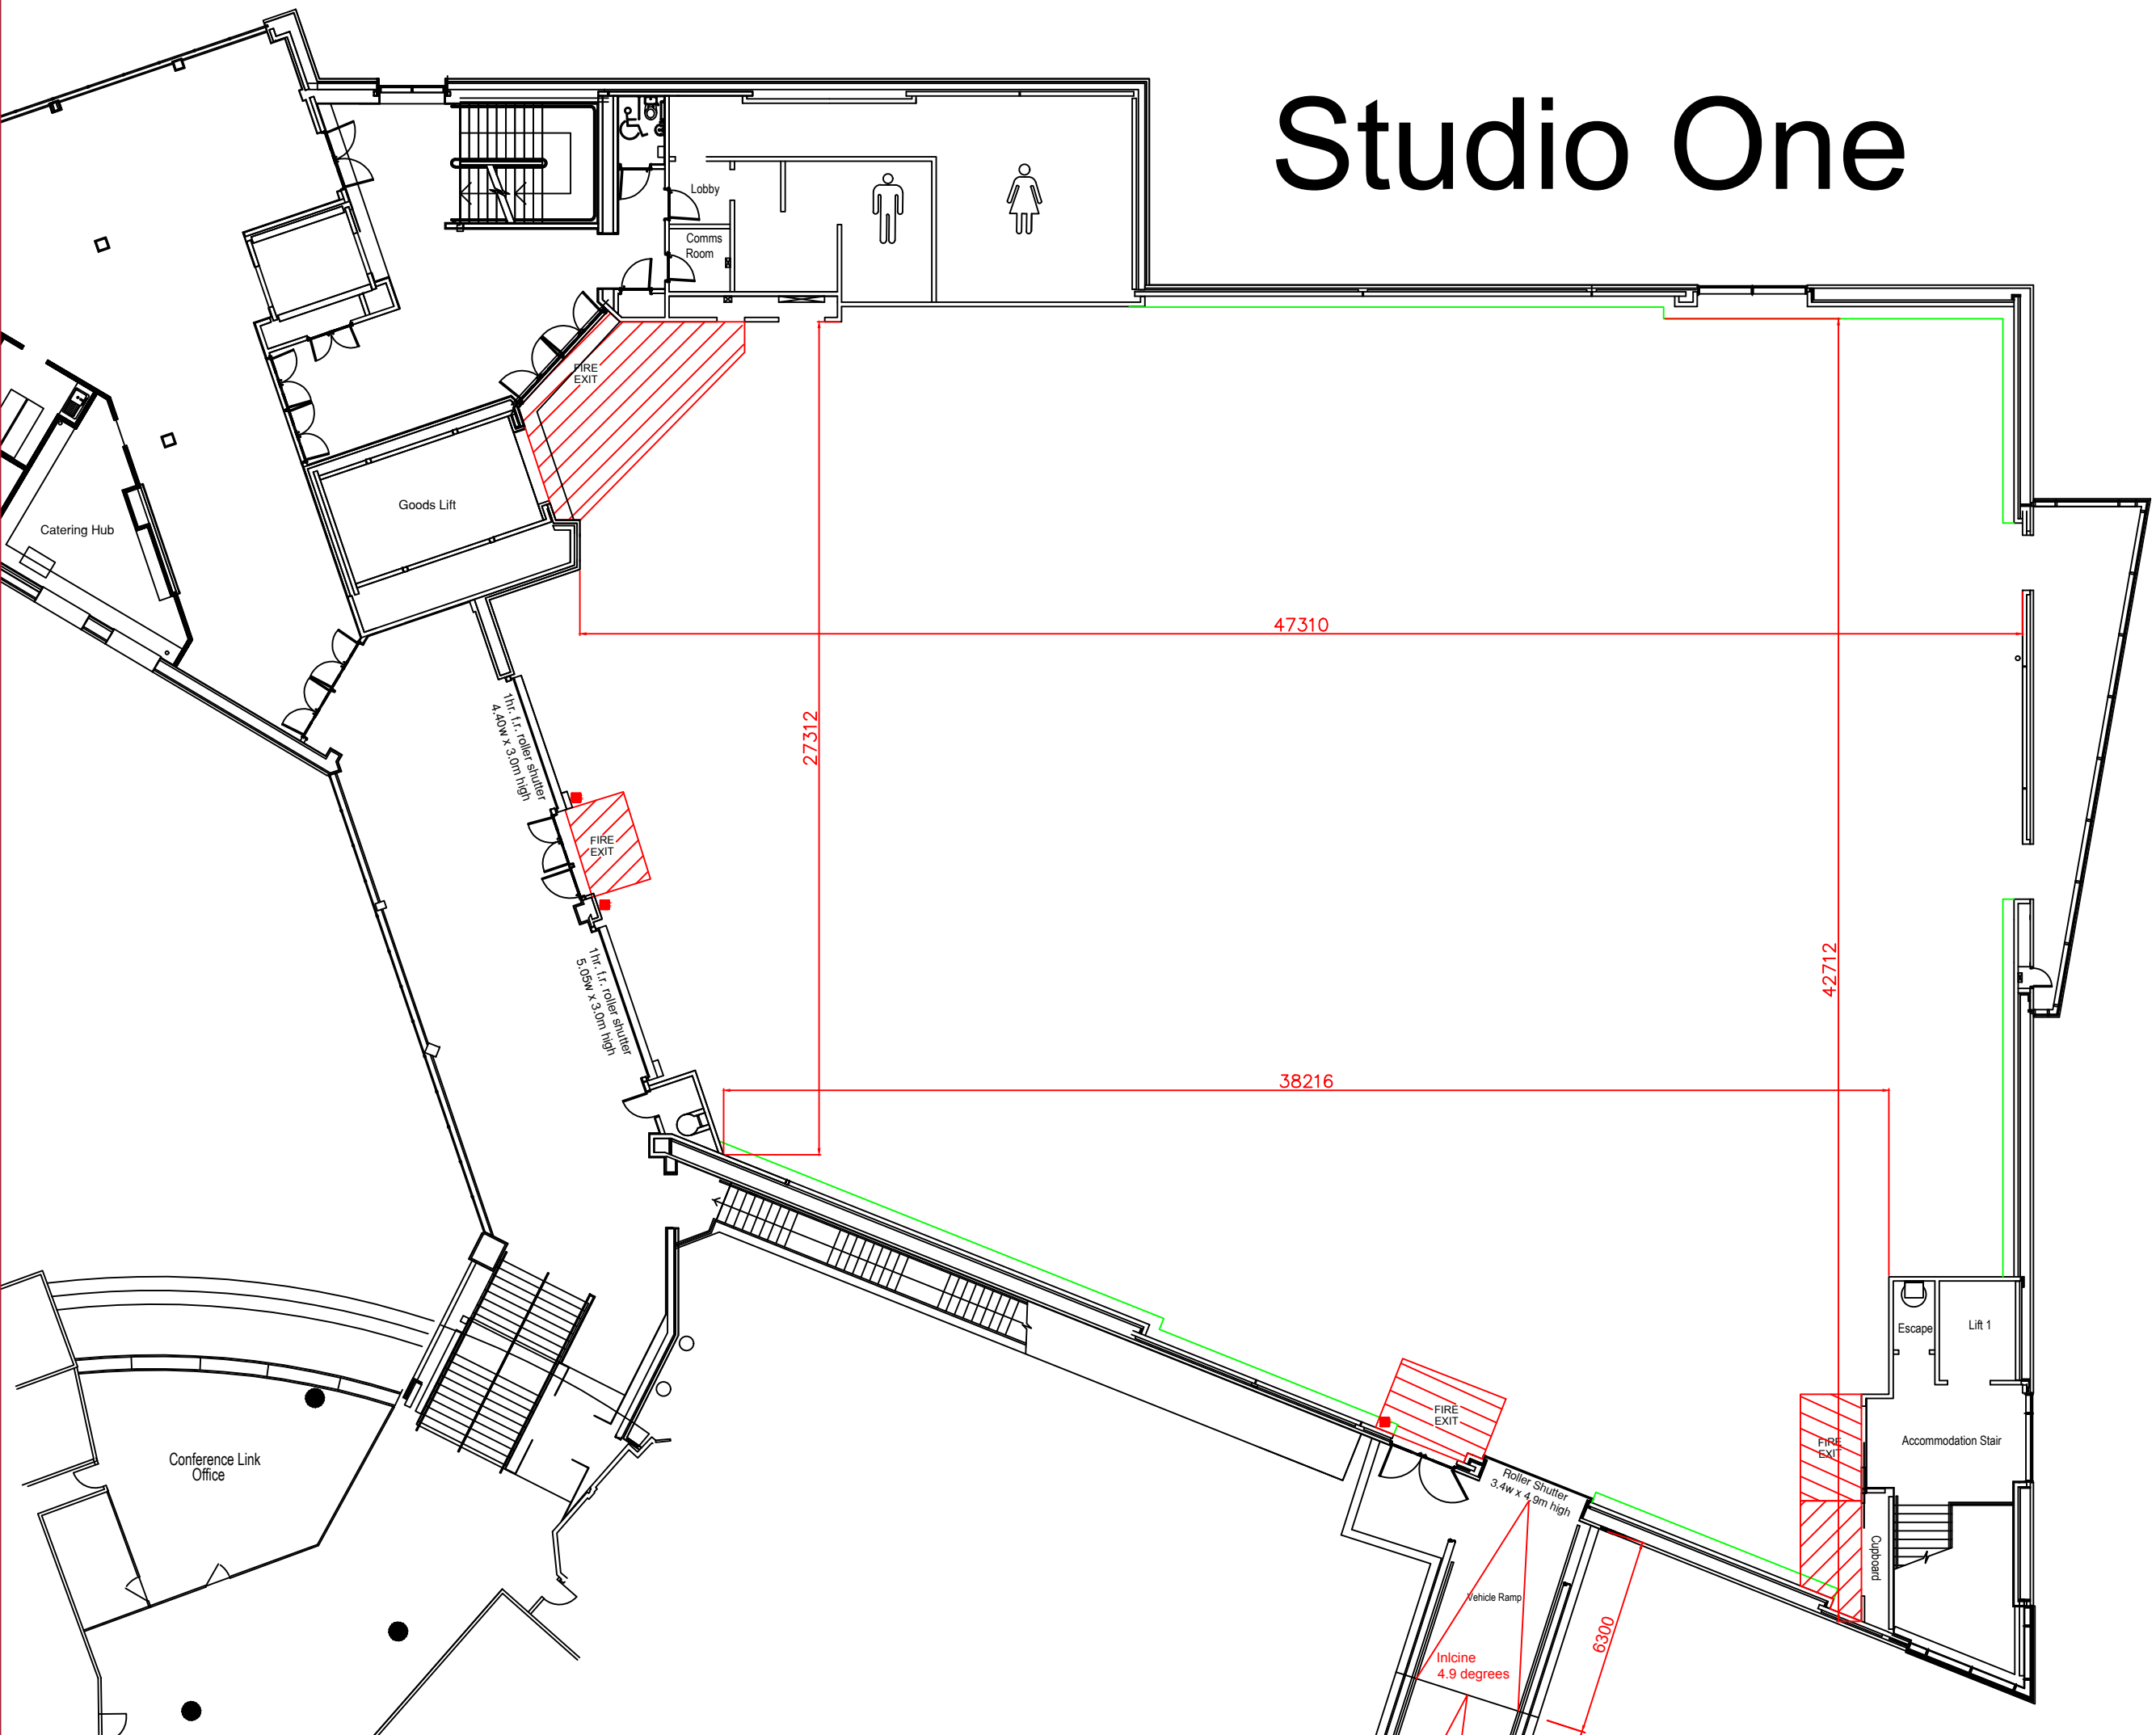 Studio One
Lobby
Comms
Room
FIRE
EXIT
Goods Lift
Catering Hub
47310
27312
1hr. f.r. roller shutter
4.40w x 3.0m high
FIRE
EXIT
1hr. f.r. roller shutter
5.05w x 3.0m high
42712
38216
Escape
Lift 1
FIRE
EXIT
FIRE
EXIT
Accommodation Stair
Conference Link
Office
Roller Shutter
3.4w x 4.9m high
Cupboard
Vehicle Ramp
6300
Inlcine
4.9 degrees